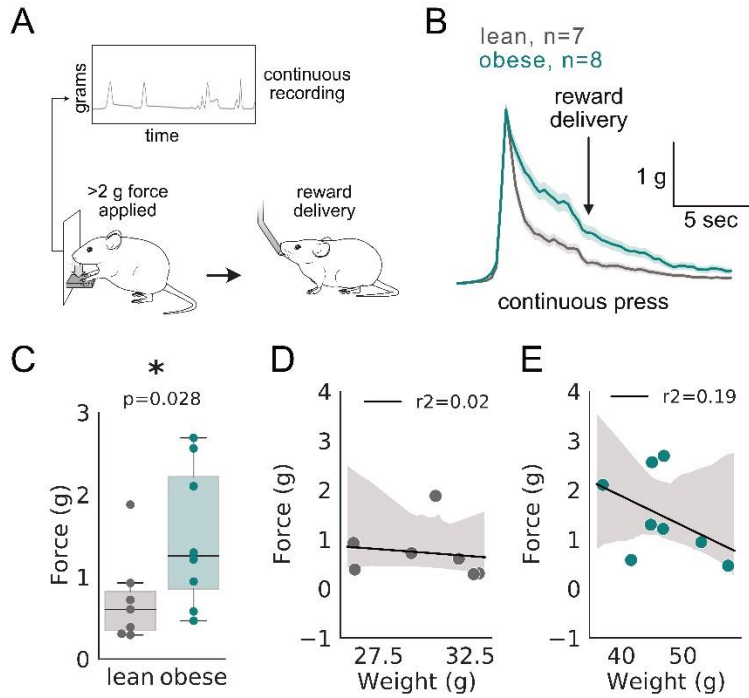 A
grams
continuous
recording
time
>2 g force
applied
reward
delivery
B
lean, n=7
obese, n=8
reward
delivery
1 g
5 sec
continuous press
C
*
p=0.028
3
2
1
0
Force (g)
lean obese
D
r2=0.02
4
3
2
1
0
−1
Force (g)
27.5 32.5
Weight (g)
E
r2=0.19
4
3
2
1
0
−1
Force (g)
40 50
Weight (g)